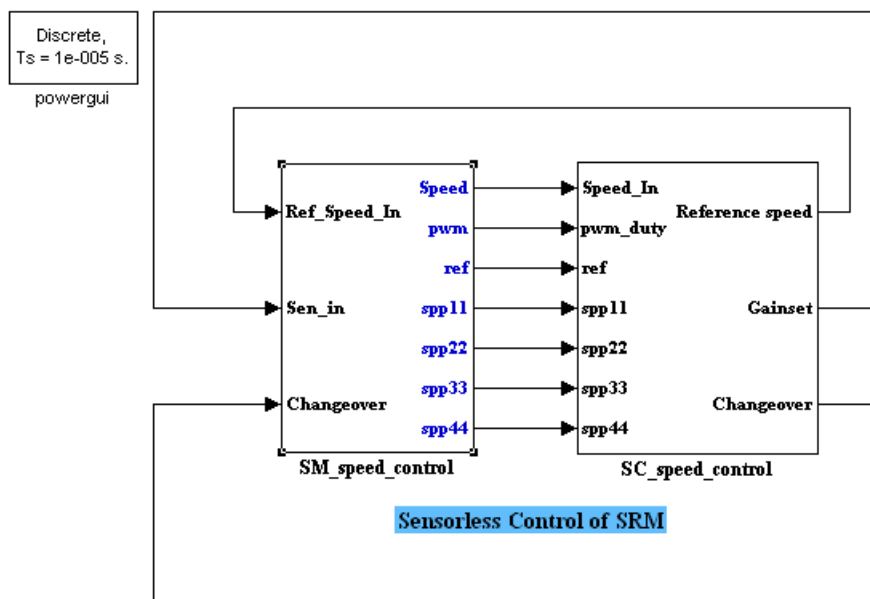 Discrete,
Ts = 1e-005 s.
powergui
Ref_Speed_In
Sen_in
Changeover
Speed
pwm
ref
spp11
spp22
spp33
spp44
SM_speed_control
Speed_In
pwm_duty
ref
spp11
spp22
spp33
spp44
Reference speed
Gainset
Changeover
SC_speed_control
Sensorless Control of SRM